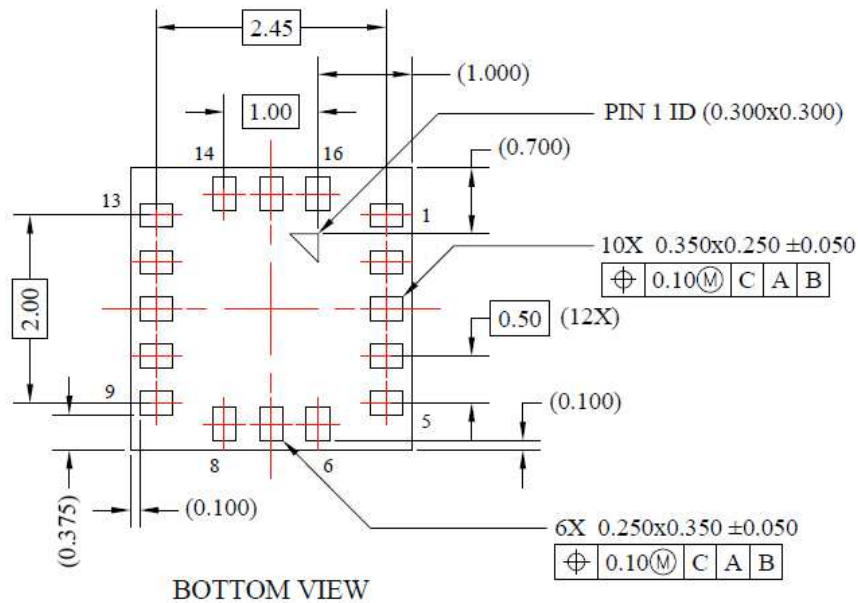 2.45
(1.000)
1.00
PIN 1 ID (0.300x0.300)
14
16
(0.700)
13
1
10X 0.350x0.250 ±0.050
⌖ 0.10Ⓜ C A B
2.00
0.50 (12X)
9
5
(0.100)
8
6
(0.375)
(0.100)
6X 0.250x0.350 ±0.050
⌖ 0.10Ⓜ C A B
BOTTOM VIEW